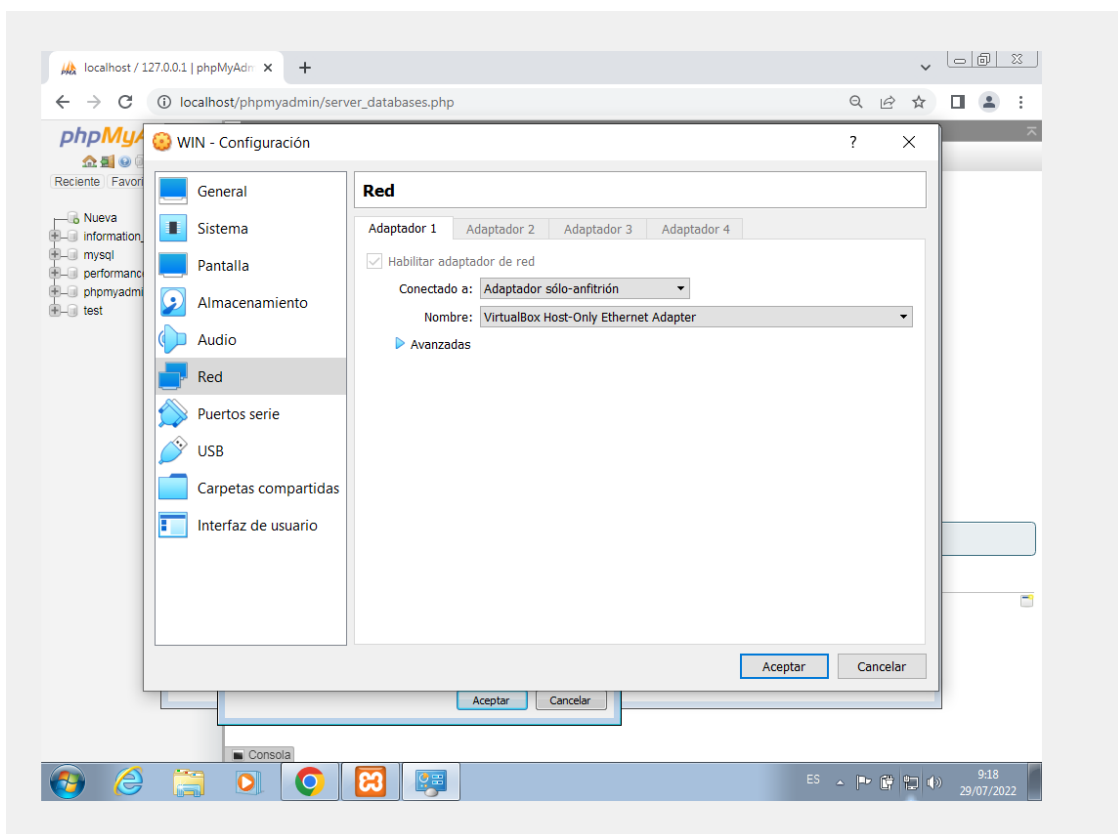 localhost / 127.0.0.1 | phpMyAdn
localhost/phpmyadmin/server_databases.php
phpMyA
Reciente Favori
Nueva
information_
mysql
performanc
phpmyadmi
test
WIN - Configuración
General
Sistema
Pantalla
Almacenamiento
Audio
Red
Puertos serie
USB
Carpetas compartidas
Interfaz de usuario
Red
Adaptador 1 Adaptador 2 Adaptador 3 Adaptador 4
Habilitar adaptador de red
Conectado a: Adaptador sólo-anfitrión
Nombre: VirtualBox Host-Only Ethernet Adapter
Avanzadas
Aceptar Cancelar
Aceptar Cancelar
Consola
ES 9:18
29/07/2022